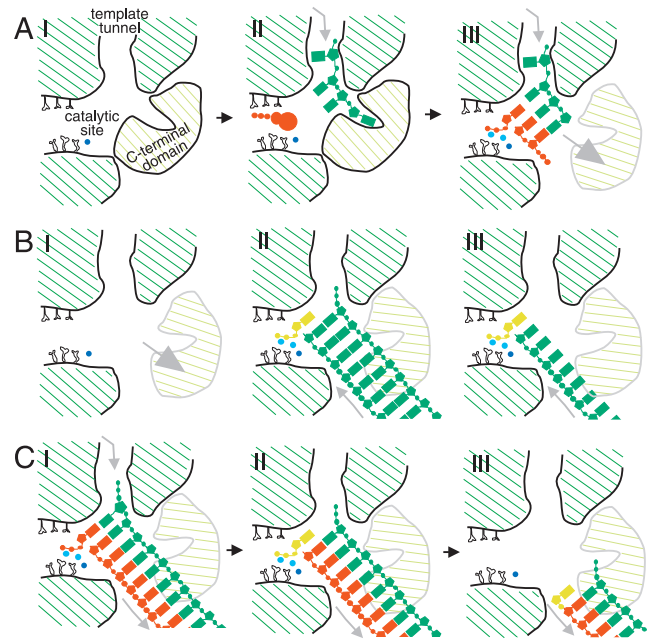 A
I
template
tunnel
II
III
catalytic
site
C-terminal
domain
B
I
II
III
C
I
II
III